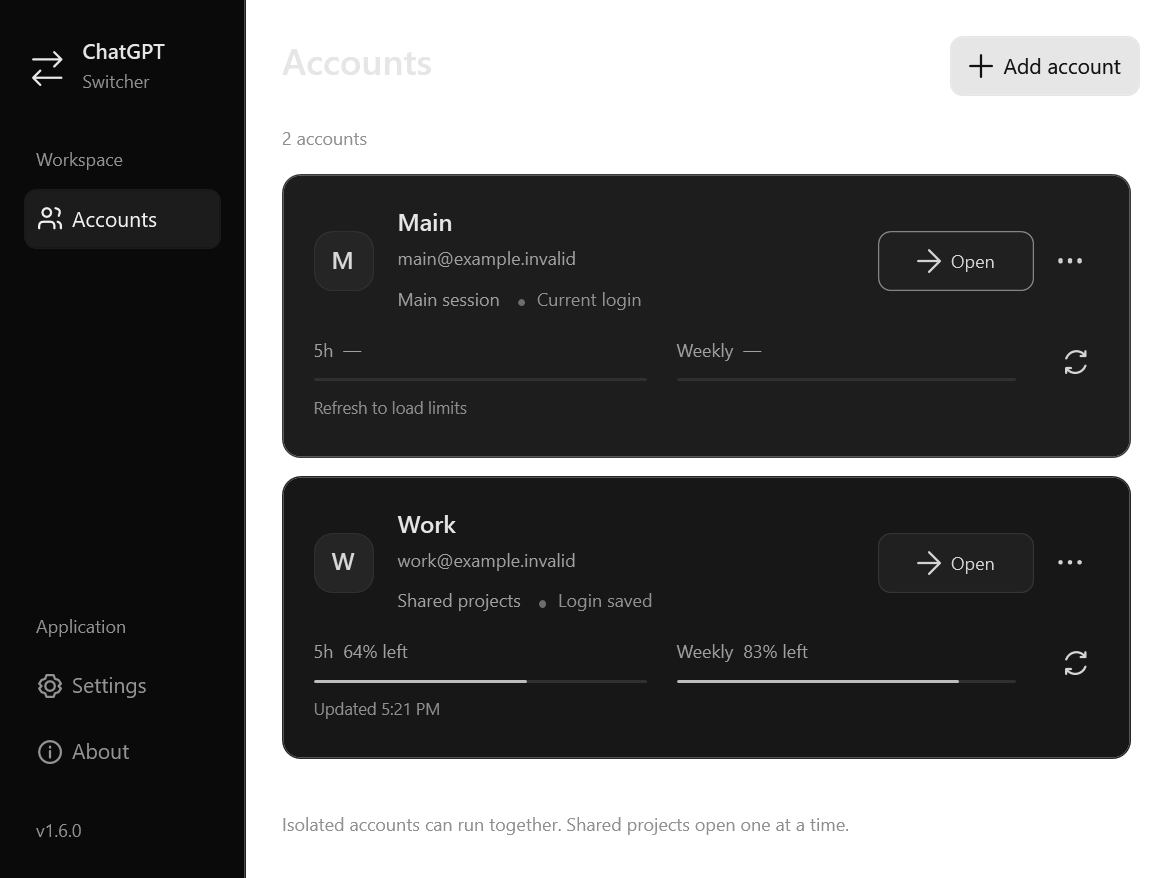 ChatGPT
Switcher
Workspace
Accounts
Application
Settings
About
v1.6.0
Accounts
Add account
2 accounts
M
Main
main@example.invalid
Main session • Current login
Open
5h —
Weekly —
Refresh to load limits
W
Work
work@example.invalid
Shared projects • Login saved
Open
5h 64% left
Weekly 83% left
Updated 5:21 PM
Isolated accounts can run together. Shared projects open one at a time.